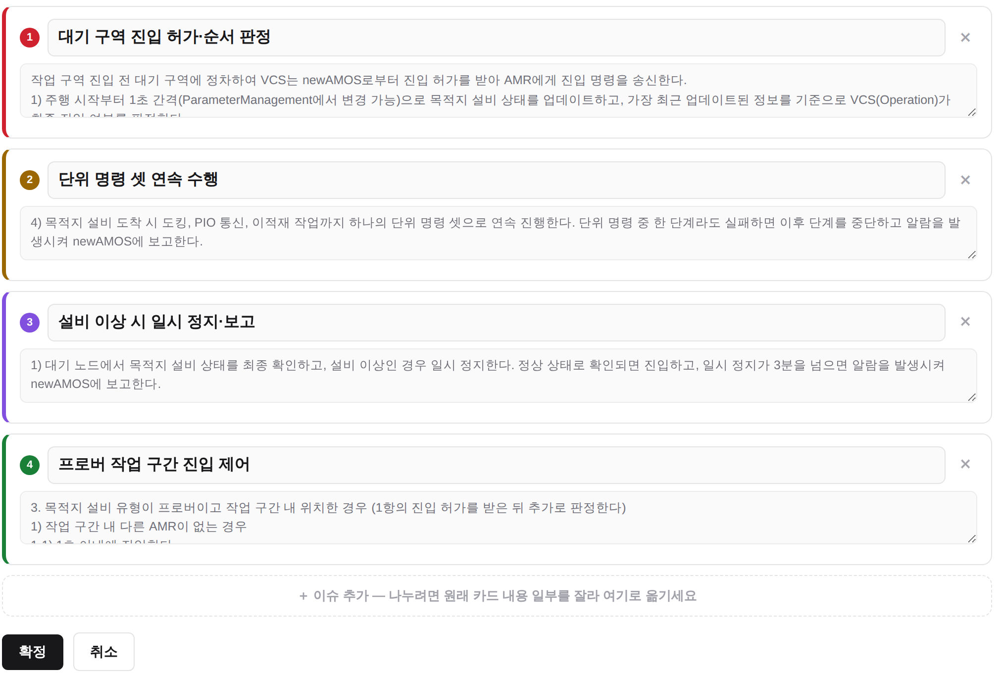 1
대기 구역 진입 허가·순서 판정
×
작업 구역 진입 전 대기 구역에 정차하여 VCS는 newAMOS로부터 진입 허가를 받아 AMR에게 진입 명령을 송신한다.
1) 주행 시작부터 1초 간격(ParameterManagement에서 변경 가능)으로 목적지 설비 상태를 업데이트하고, 가장 최근 업데이트된 정보를 기준으로 VCS(Operation)가
2
단위 명령 셋 연속 수행
×
4) 목적지 설비 도착 시 도킹, PIO 통신, 이적재 작업까지 하나의 단위 명령 셋으로 연속 진행한다. 단위 명령 중 한 단계라도 실패하면 이후 단계를 중단하고 알람을 발
생시켜 newAMOS에 보고한다.
3
설비 이상 시 일시 정지·보고
×
1) 대기 노드에서 목적지 설비 상태를 최종 확인하고, 설비 이상인 경우 일시 정지한다. 정상 상태로 확인되면 진입하고, 일시 정지가 3분을 넘으면 알람을 발생시켜
newAMOS에 보고한다.
4
프로버 작업 구간 진입 제어
×
3. 목적지 설비 유형이 프로버이고 작업 구간 내 위치한 경우 (1항의 진입 허가를 받은 뒤 추가로 판정한다)
1) 작업 구간 내 다른 AMR이 없는 경우
+ 이슈 추가 — 나누려면 원래 카드 내용 일부를 잘라 여기로 옮기세요
확정
취소